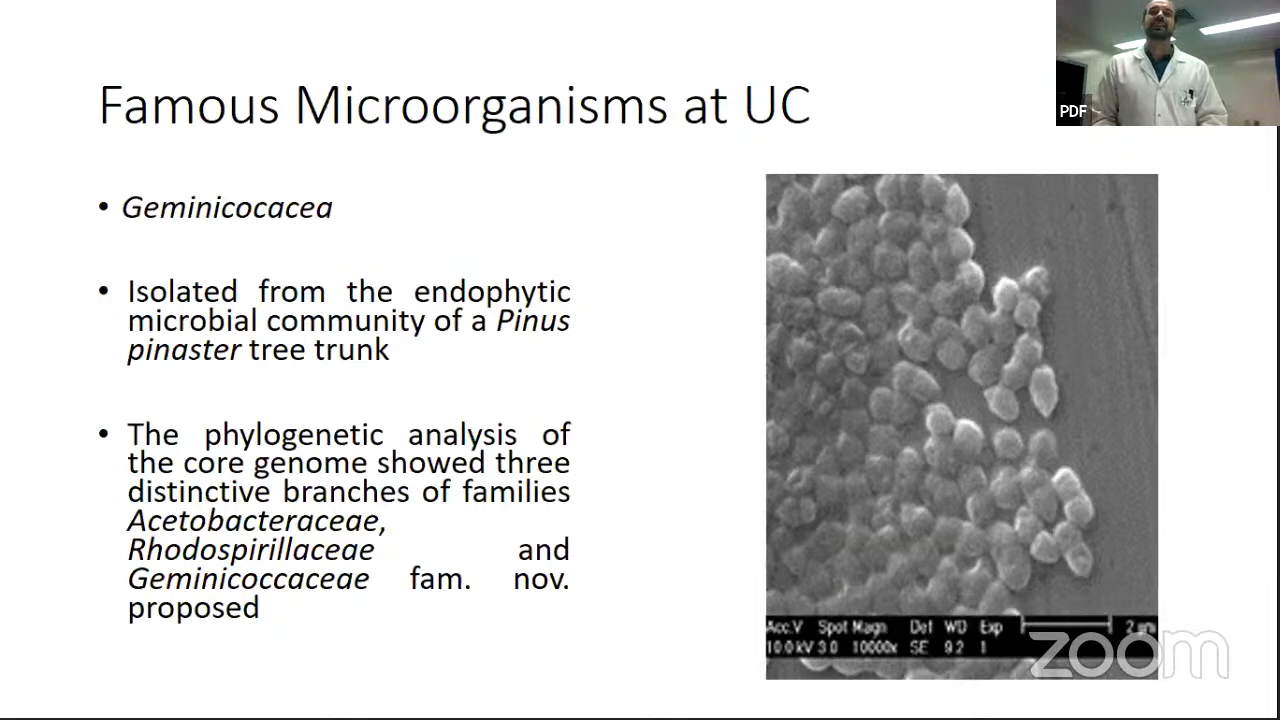 Famous Microorganisms at UC
PDF
• Geminicocacea
• Isolated from the endophytic
microbial community of a Pinus
pinaster tree trunk
• The phylogenetic analysis of
the core genome showed three
distinctive branches of families
Acetobacteraceae,
Rhodospirillaceae and
Geminicoccaceae fam. nov.
proposed
Acc.V Spot Magn Det WD Exp 2 µm
10.0 kV 3.0 10000x SE 9.2 1
zoom